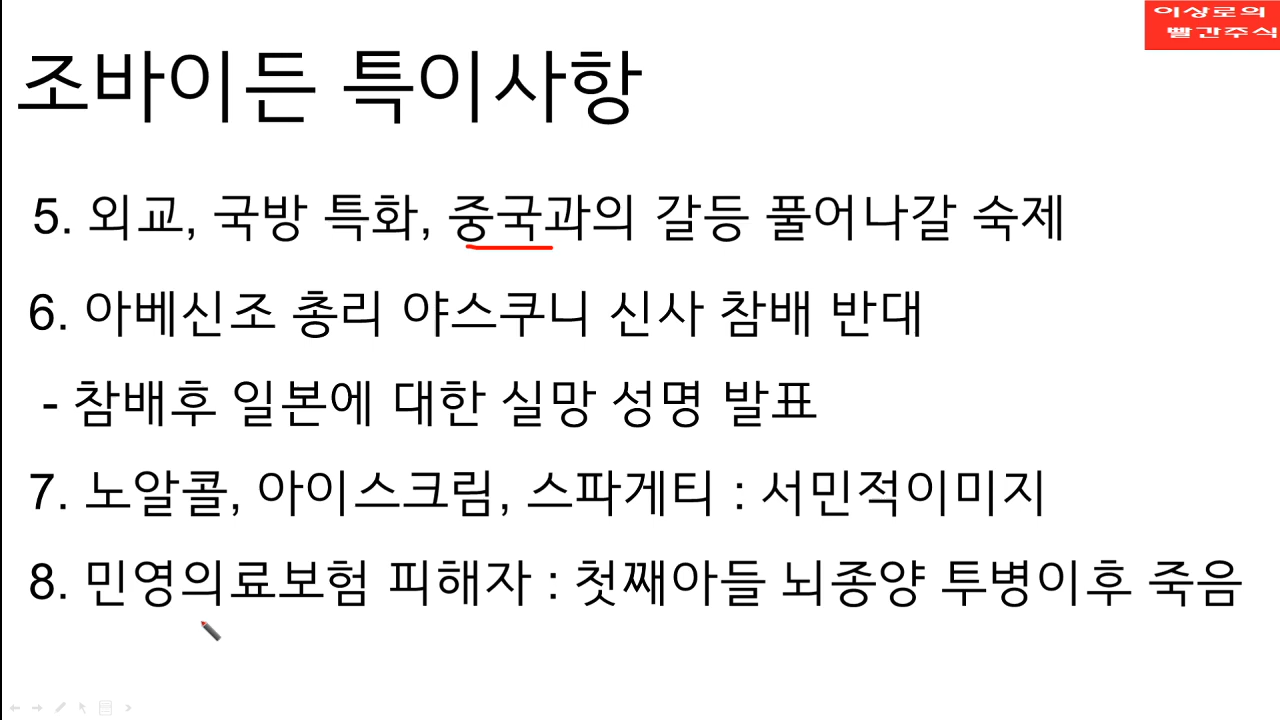 이상로의
빨간주식
조바이든 특이사항
5. 외교, 국방 특화, 중국과의 갈등 풀어나갈 숙제
6. 아베신조 총리 야스쿠니 신사 참배 반대
- 참배후 일본에 대한 실망 성명 발표
7. 노알콜, 아이스크림, 스파게티 : 서민적이미지
8. 민영의료보험 피해자 : 첫째아들 뇌종양 투병이후 죽음